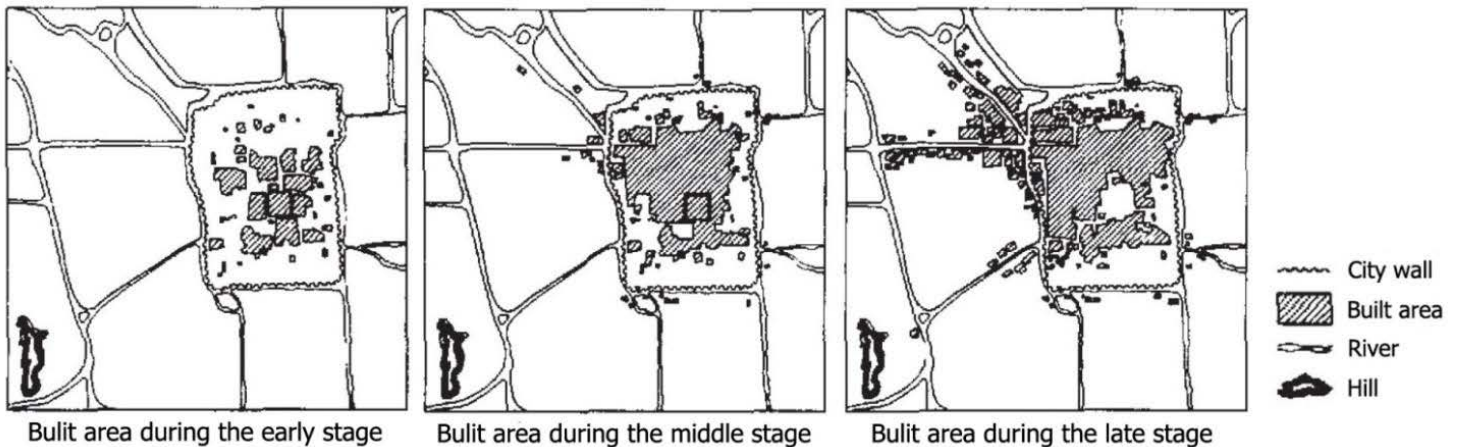 Bulit area during the early stage
Bulit area during the middle stage
Bulit area during the late stage
City wall
Built area
River
Hill